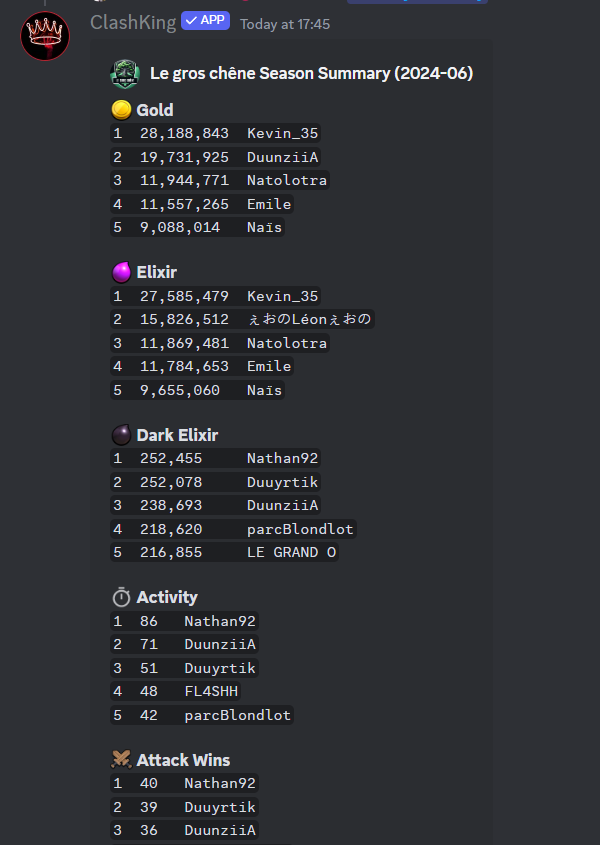 ClashKing APP Today at 17:45
Le gros chêne Season Summary (2024-06)
Gold
1 28,188,843 Kevin_35
2 19,731,925 DuunziiA
3 11,944,771 Natolotra
4 11,557,265 Emile
5 9,088,014 Naïs
Elixir
1 27,585,479 Kevin_35
2 15,826,512 ぇおのLéonぇおの
3 11,869,481 Natolotra
4 11,784,653 Emile
5 9,655,060 Naïs
Dark Elixir
1 252,455 Nathan92
2 252,078 Duuyrtik
3 238,693 DuunziiA
4 218,620 parcBlondlot
5 216,855 LE GRAND O
Activity
1 86 Nathan92
2 71 DuunziiA
3 51 Duuyrtik
4 48 FL4SHH
5 42 parcBlondlot
Attack Wins
1 40 Nathan92
2 39 Duuyrtik
3 36 DuunziiA